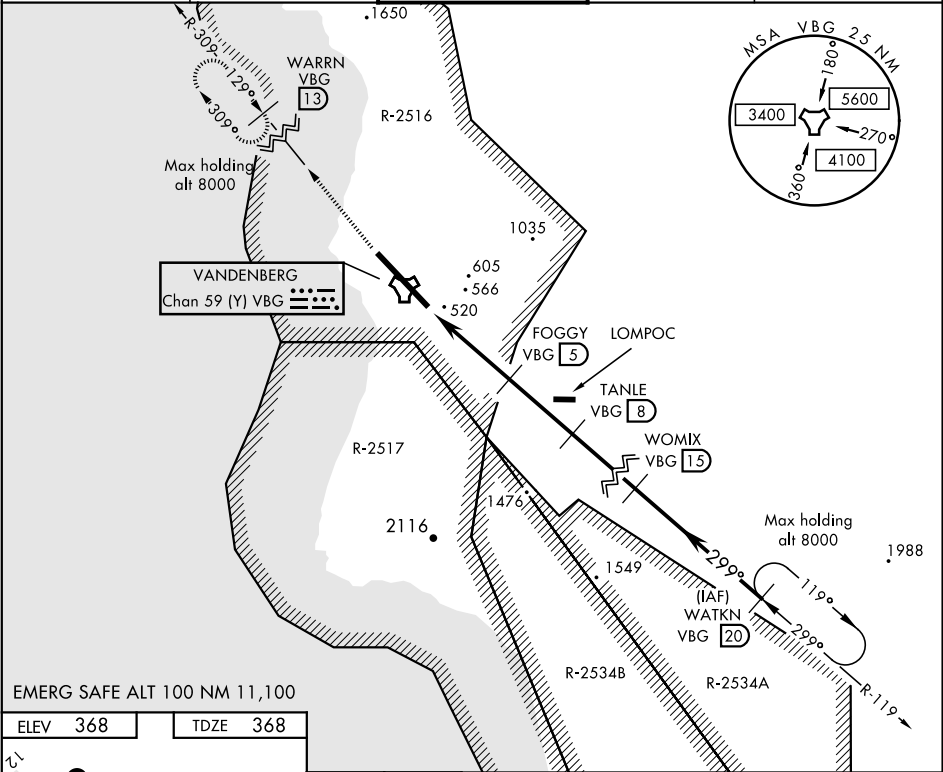 1650
R-309
129°
309°
WARRN
VBG 13
R-2516
Max holding
alt 8000
MSA VBG 25 NM
180°
5600
3400
270°
4100
360°
1035
605
566
520
VANDENBERG
Chan 59 (Y) VBG
FOGGY
VBG 5
LOMPOC
TANLE
VBG 8
WOMIX
VBG 15
R-2517
1476
2116
Max holding
alt 8000
1988
299°
1549
119°
(IAF)
WATKN
VBG 20
299°
R-2534B
R-2534A
R-119
EMERG SAFE ALT 100 NM 11,100
ELEV 368
TDZE 368
12